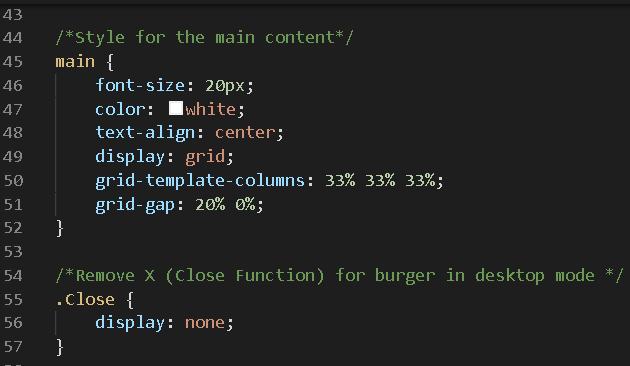 43
44 /*Style for the main content*/
45 main {
46 font-size: 20px;
47 color: white;
48 text-align: center;
49 display: grid;
50 grid-template-columns: 33% 33% 33%;
51 grid-gap: 20% 0%;
52 }
53
54 /*Remove X (Close Function) for burger in desktop mode */
55 .Close {
56 display: none;
57 }